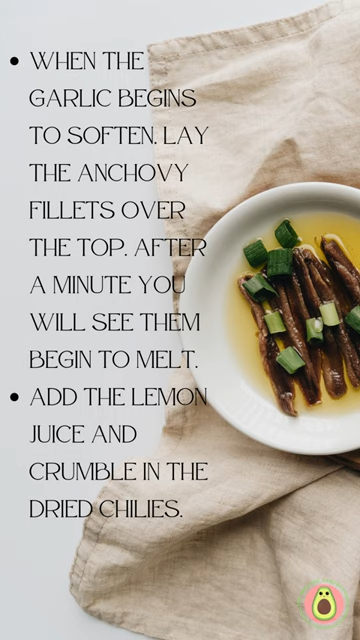 • WHEN THE
GARLIC BEGINS
TO SOFTEN. LAY
THE ANCHOVY
FILLETS OVER
THE TOP. AFTER
A MINUTE YOU
WILL SEE THEM
BEGIN TO MELT.
• ADD THE LEMON
JUICE AND
CRUMBLE IN THE
DRIED CHILIES.